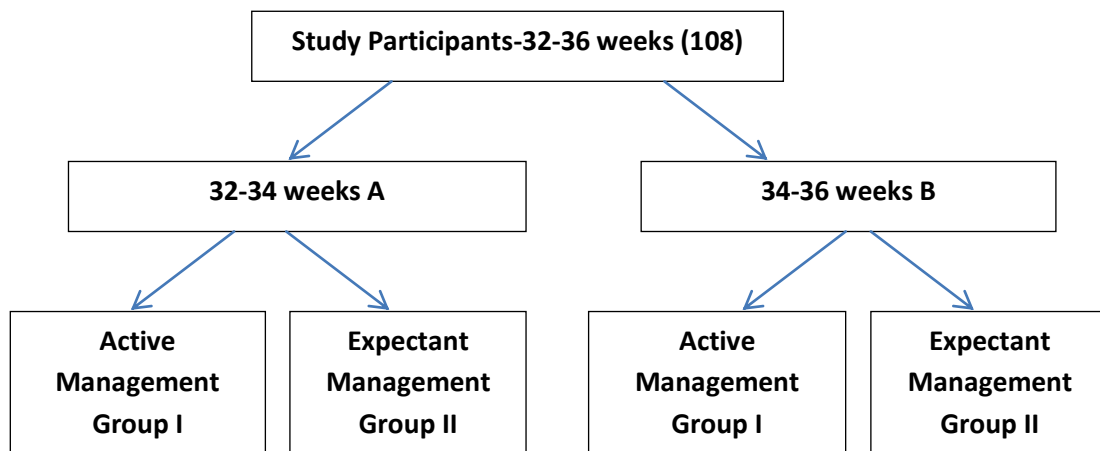 Study Participants-32-36 weeks (108)
32-34 weeks A
34-36 weeks B
Active
Management
Group I
Expectant
Management
Group II
Active
Management
Group I
Expectant
Management
Group II